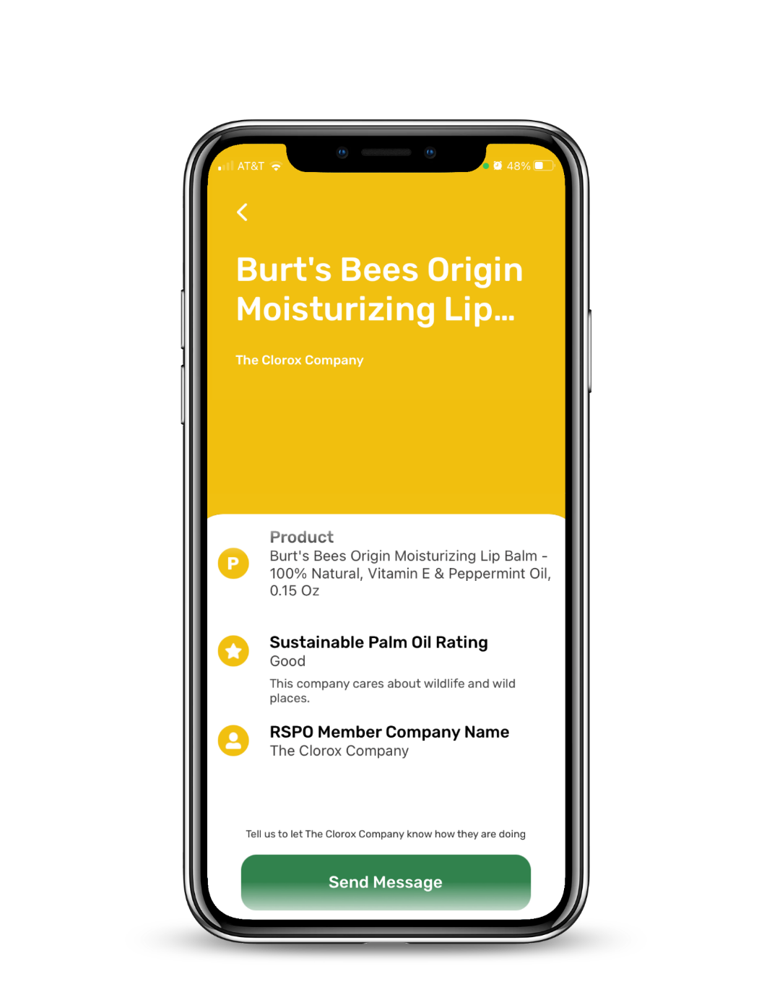 AT&T
48%
Burt's Bees Origin
Moisturizing Lip...
The Clorox Company
Product
P
Burt's Bees Origin Moisturizing Lip Balm -
100% Natural, Vitamin E & Peppermint Oil,
0.15 Oz
Sustainable Palm Oil Rating
Good
This company cares about wildlife and wild
places.
RSPO Member Company Name
The Clorox Company
Tell us to let The Clorox Company know how they are doing
Send Message